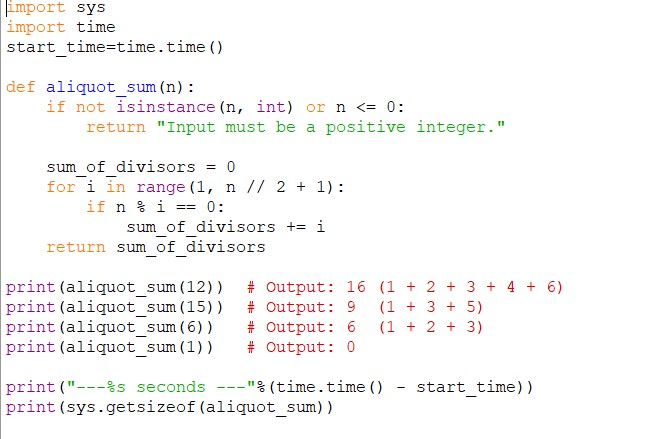 import sys
import time
start_time=time.time()
def aliquot_sum(n):
    if not isinstance(n, int) or n <= 0:
        return "Input must be a positive integer."
    sum_of_divisors = 0
    for i in range(1, n // 2 + 1):
        if n % i == 0:
            sum_of_divisors += i
    return sum_of_divisors
print(aliquot_sum(12))  # Output: 16 (1 + 2 + 3 + 4 + 6)
print(aliquot_sum(15))  # Output: 9  (1 + 3 + 5)
print(aliquot_sum(6))   # Output: 6  (1 + 2 + 3)
print(aliquot_sum(1))   # Output: 0
print("---%s seconds ---"%(time.time() - start_time))
print(sys.getsizeof(aliquot_sum))